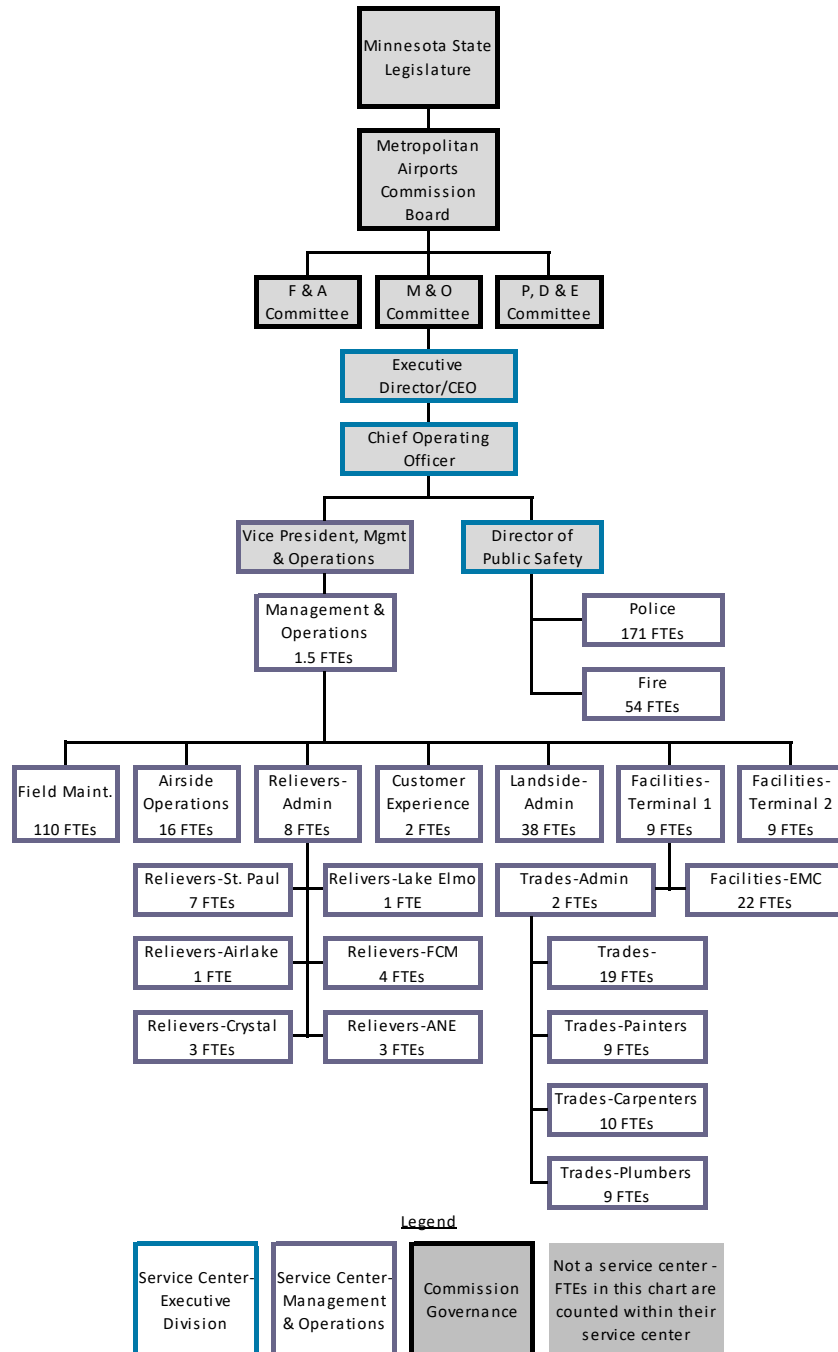 Minnesota State
Legislature
Metropolitan
Airports
Commission
Board
F & A
Committee
M & O
Committee
P, D & E
Committee
Executive
Director/CEO
Chief Operating
Officer
Vice President, Mgmt
& Operations
Director of
Public Safety
Management &
Operations
1.5 FTEs
Police
171 FTEs
Fire
54 FTEs
Field Maint.
110 FTEs
Airside
Operations
16 FTEs
Relievers-
Admin
8 FTEs
Customer
Experience
2 FTEs
Landside-
Admin
38 FTEs
Facilities-
Terminal 1
9 FTEs
Facilities-
Terminal 2
9 FTEs
Relievers-St. Paul
7 FTEs
Relivers-Lake Elmo
1 FTE
Trades-Admin
2 FTEs
Facilities-EMC
22 FTEs
Relievers-Airlake
1 FTE
Relievers-FCM
4 FTEs
Trades-
19 FTEs
Relievers-Crystal
3 FTEs
Relievers-ANE
3 FTEs
Trades-Painters
9 FTEs
Trades-Carpenters
10 FTEs
Trades-Plumbers
9 FTEs
Legend
Service Center-
Executive
Division
Service Center-
Management
& Operations
Commission
Governance
Not a service center -
FTEs in this chart are
counted within their
service center